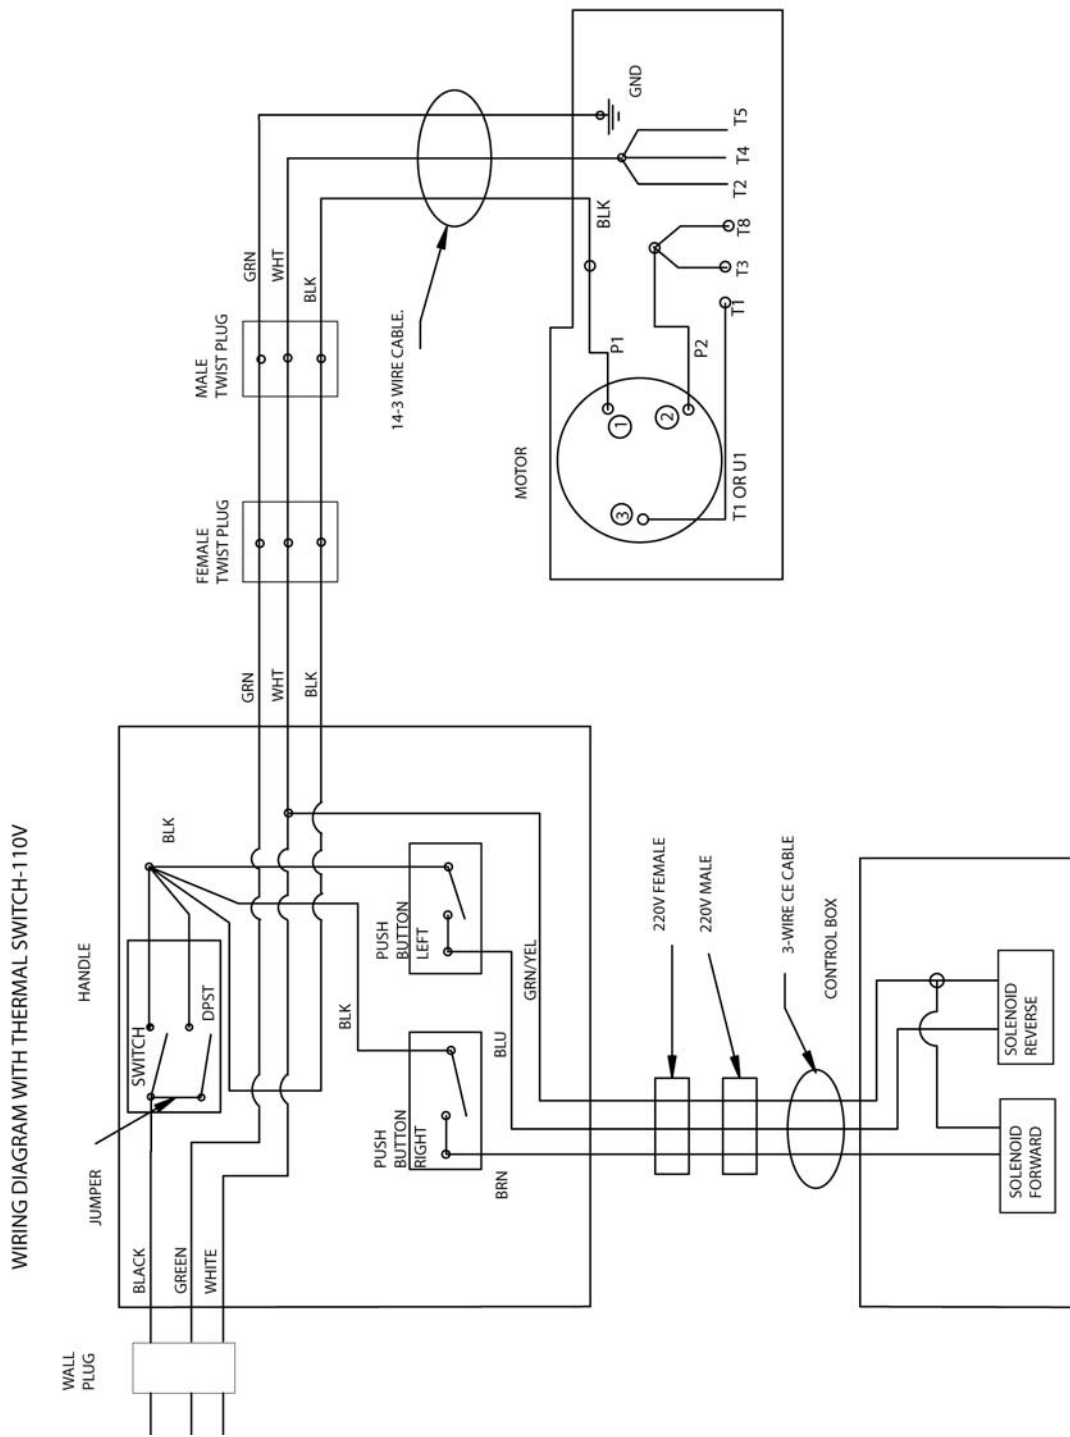 WIRING DIAGRAM WITH THERMAL SWITCH-110V
WALL
PLUG
JUMPER
HANDLE
BLACK
GREEN
WHITE
SWITCH
DPST
BLK
BLK
PUSH
BUTTON
LEFT
PUSH
BUTTON
RIGHT
BRN
BLU
GRN/YEL
GRN
WHT
BLK
FEMALE
TWIST PLUG
MALE
TWIST PLUG
GRN
WHT
BLK
14-3 WIRE CABLE.
MOTOR
1
2
3
P1
P2
T1 OR U1
BLK
GND
T1
T3
T8
T2
T4
T5
220V FEMALE
220V MALE
3-WIRE CE CABLE
CONTROL BOX
SOLENOID
FORWARD
SOLENOID
REVERSE